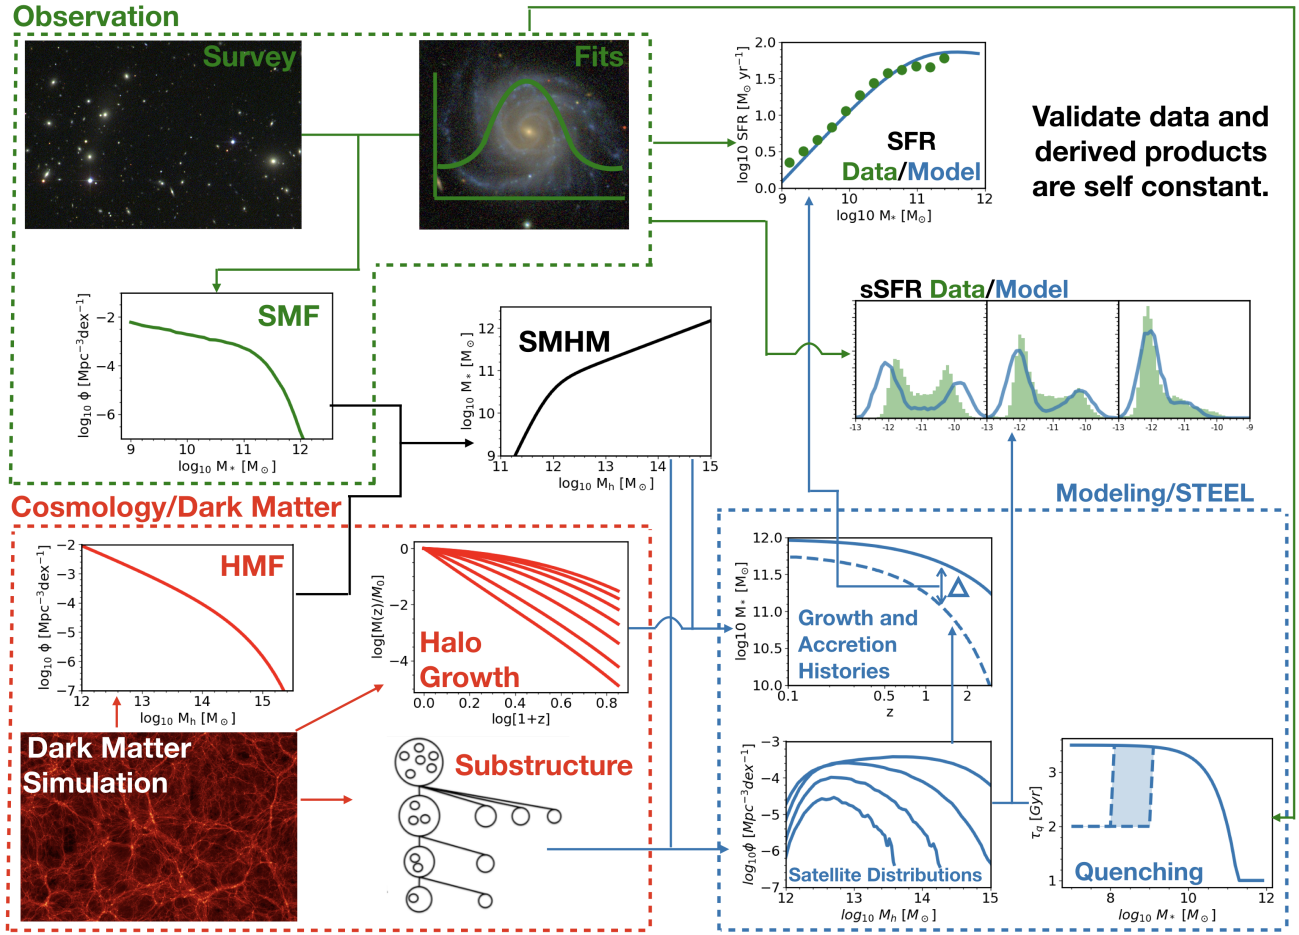 Observation
Survey
Fits
2.0
1.5
1.0
0.5
0.0
log10 SFR [M⊙ yr⁻¹]
SFR
Data/Model
9
10
11
12
log10 M* [M⊙]
Validate data and
derived products
are self constant.
SMF
−2
−4
−6
log₁₀ ϕ [Mpc⁻³dex⁻¹]
9
10
11
12
log₁₀ M* [M⊙]
SMHM
12
11
10
9
log₁₀ M* [M⊙]
11
12
13
14
15
log₁₀ Mₕ [M⊙]
sSFR Data/Model
-13
-12
-11
-10
-13
-12
-11
-10
-13
-12
-11
-10
-9
Cosmology/Dark Matter
HMF
−2
−3
−4
−5
−6
−7
log₁₀ ϕ [Mpc⁻³dex⁻¹]
12
13
14
15
log₁₀ Mₕ [M⊙]
Halo
Growth
0
−2
−4
log[M(z)/M₀]
0.0
0.2
0.4
0.6
0.8
log[1+z]
Dark Matter
Simulation
Substructure
Modeling/STEEL
12.0
11.5
11.0
10.5
10.0
log10 M* [M⊙]
Δ
Growth and
Accretion
Histories
0.1
0.5
1
2
z
−3
−4
−5
−6
−7
log₁₀ϕ [Mpc⁻³dex⁻¹]
Satellite Distributions
12
13
14
15
log₁₀ Mₕ [M⊙]
3
2
1
τq [Gyr]
Quenching
8
10
12
log₁₀ M* [M⊙]